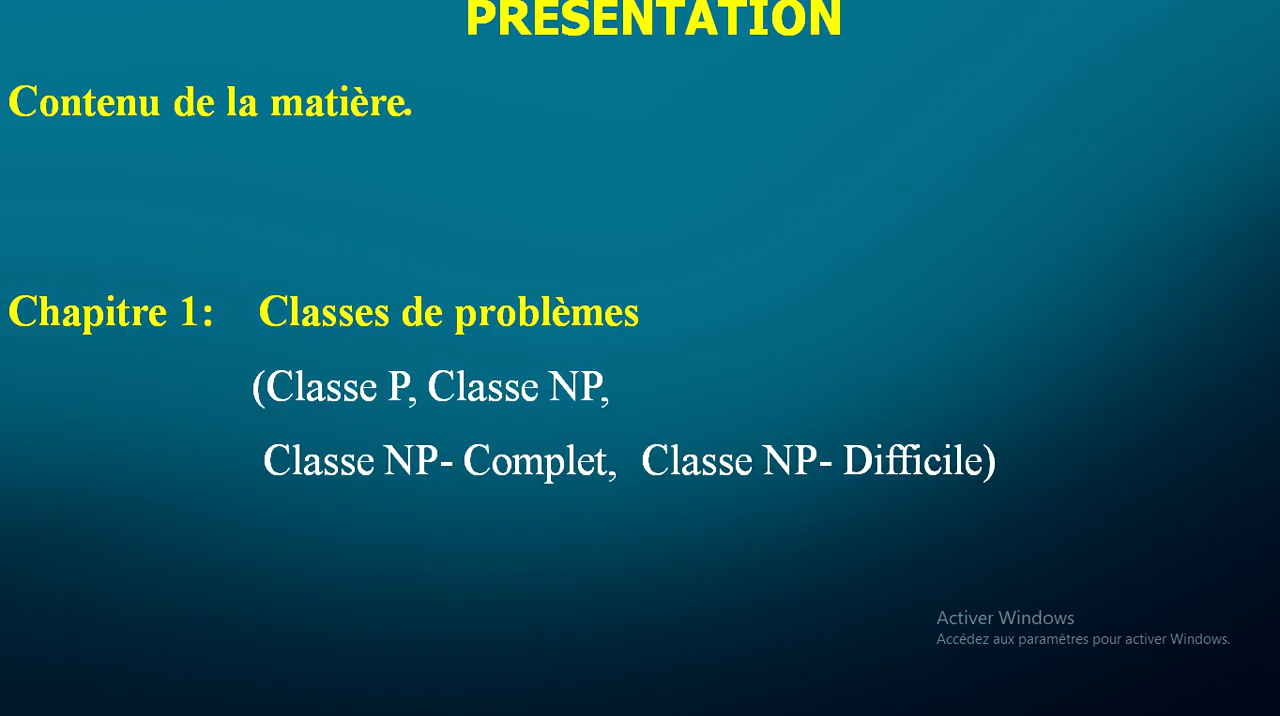 PRESENTATION
Contenu de la matière.
Chapitre 1: Classes de problèmes
(Classe P, Classe NP,
Classe NP- Complet, Classe NP- Difficile)
Activer Windows
Accédez aux paramètres pour activer Windows.